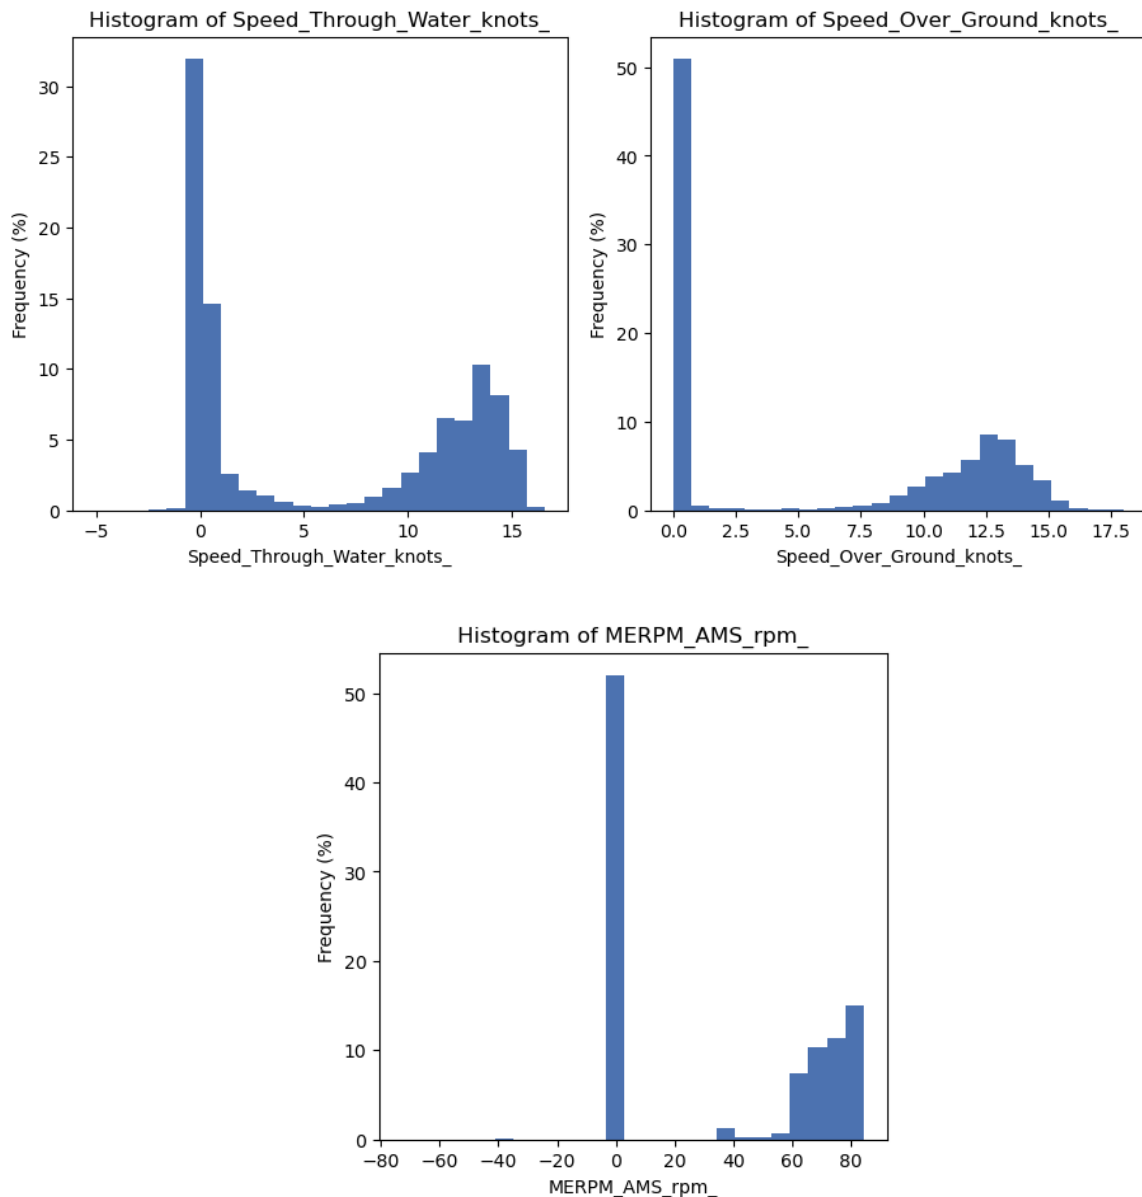 Histogram of Speed_Through_Water_knots_
Frequency (%)
30
25
20
15
10
5
0
−5 0 5 10 15
Speed_Through_Water_knots_
Histogram of Speed_Over_Ground_knots_
Frequency (%)
50
40
30
20
10
0
0.0 2.5 5.0 7.5 10.0 12.5 15.0 17.5
Speed_Over_Ground_knots_
Histogram of MERPM_AMS_rpm_
Frequency (%)
50
40
30
20
10
0
−80 −60 −40 −20 0 20 40 60 80
MERPM_AMS_rpm_